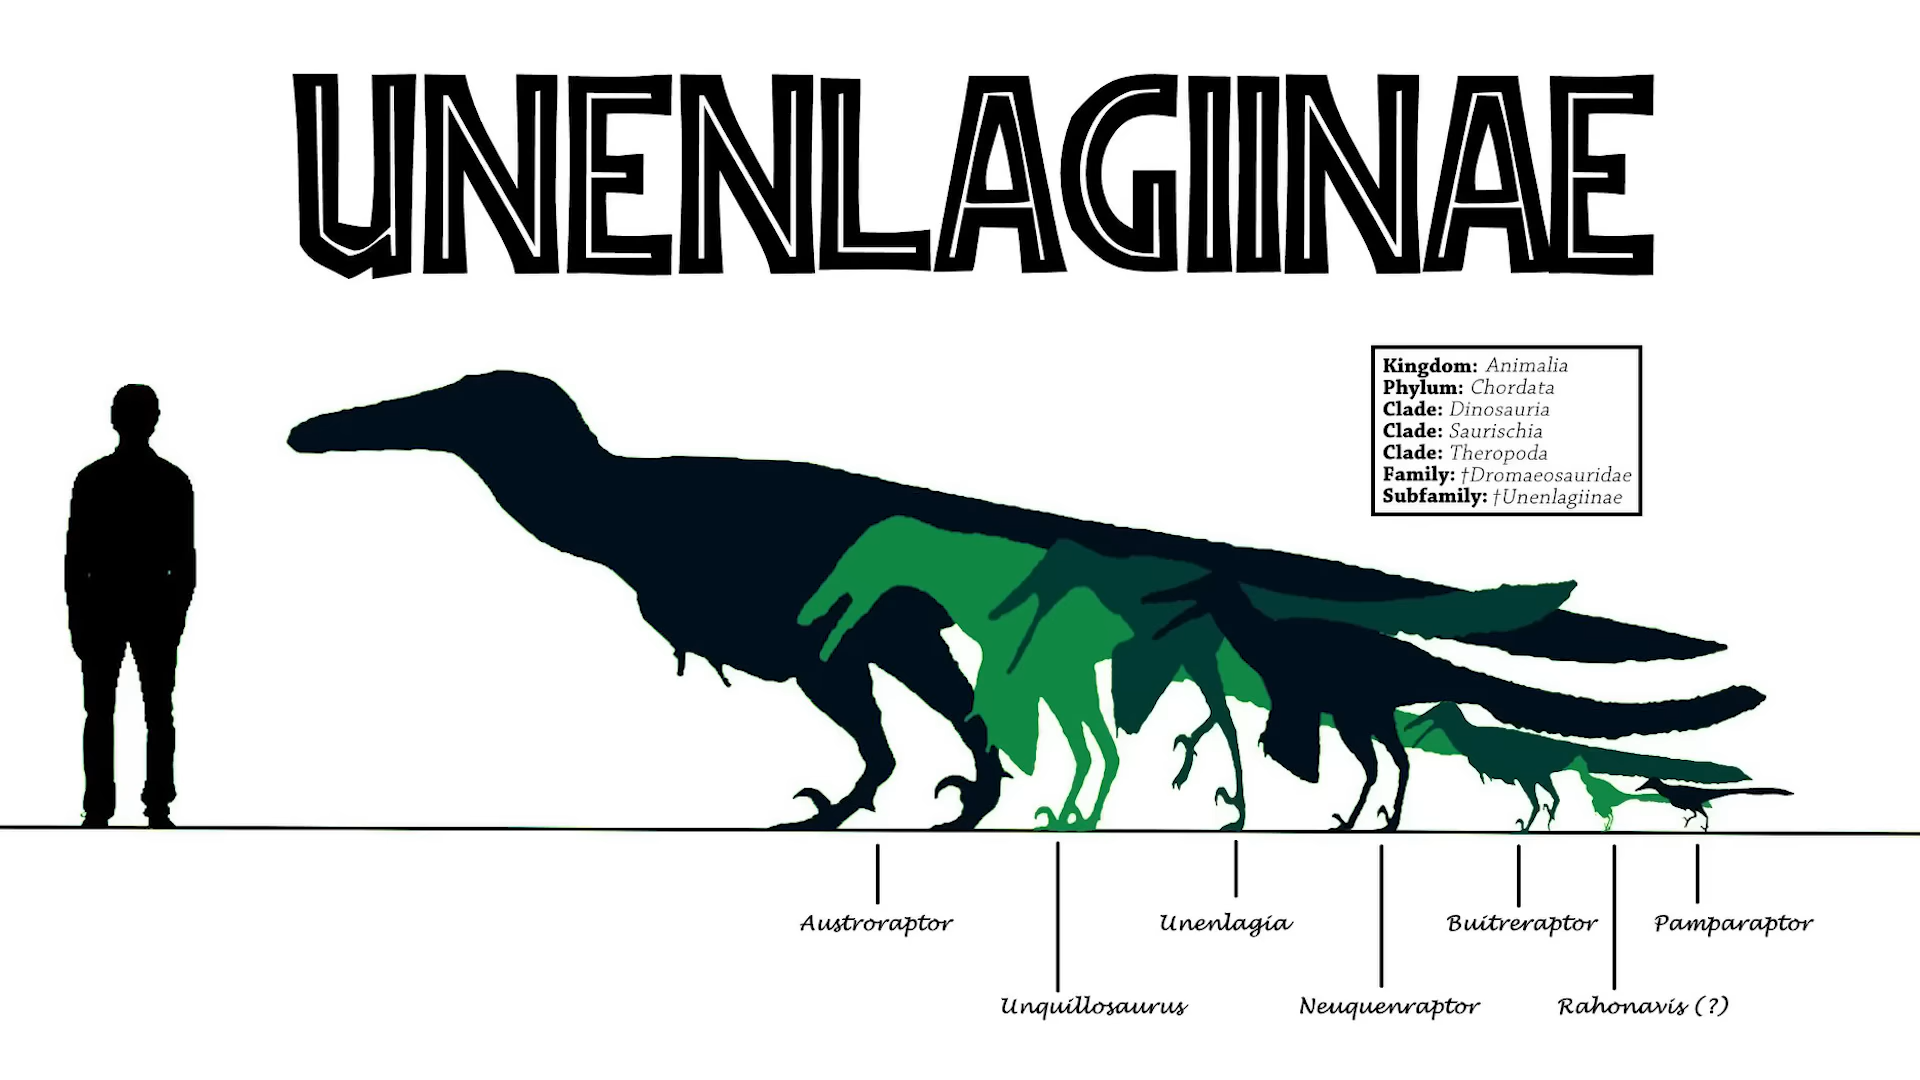 UNENLAGIINAE
Kingdom: Animalia
Phylum: Chordata
Clade: Dinosauria
Clade: Saurischia
Clade: Theropoda
Family: †Dromaeosauridae
Subfamily: †Unenlagiinae
Austroraptor
Unenlagia
Buitreraptor
Pamparaptor
Unquillosaurus
Neuquenraptor
Rahonavis (?)